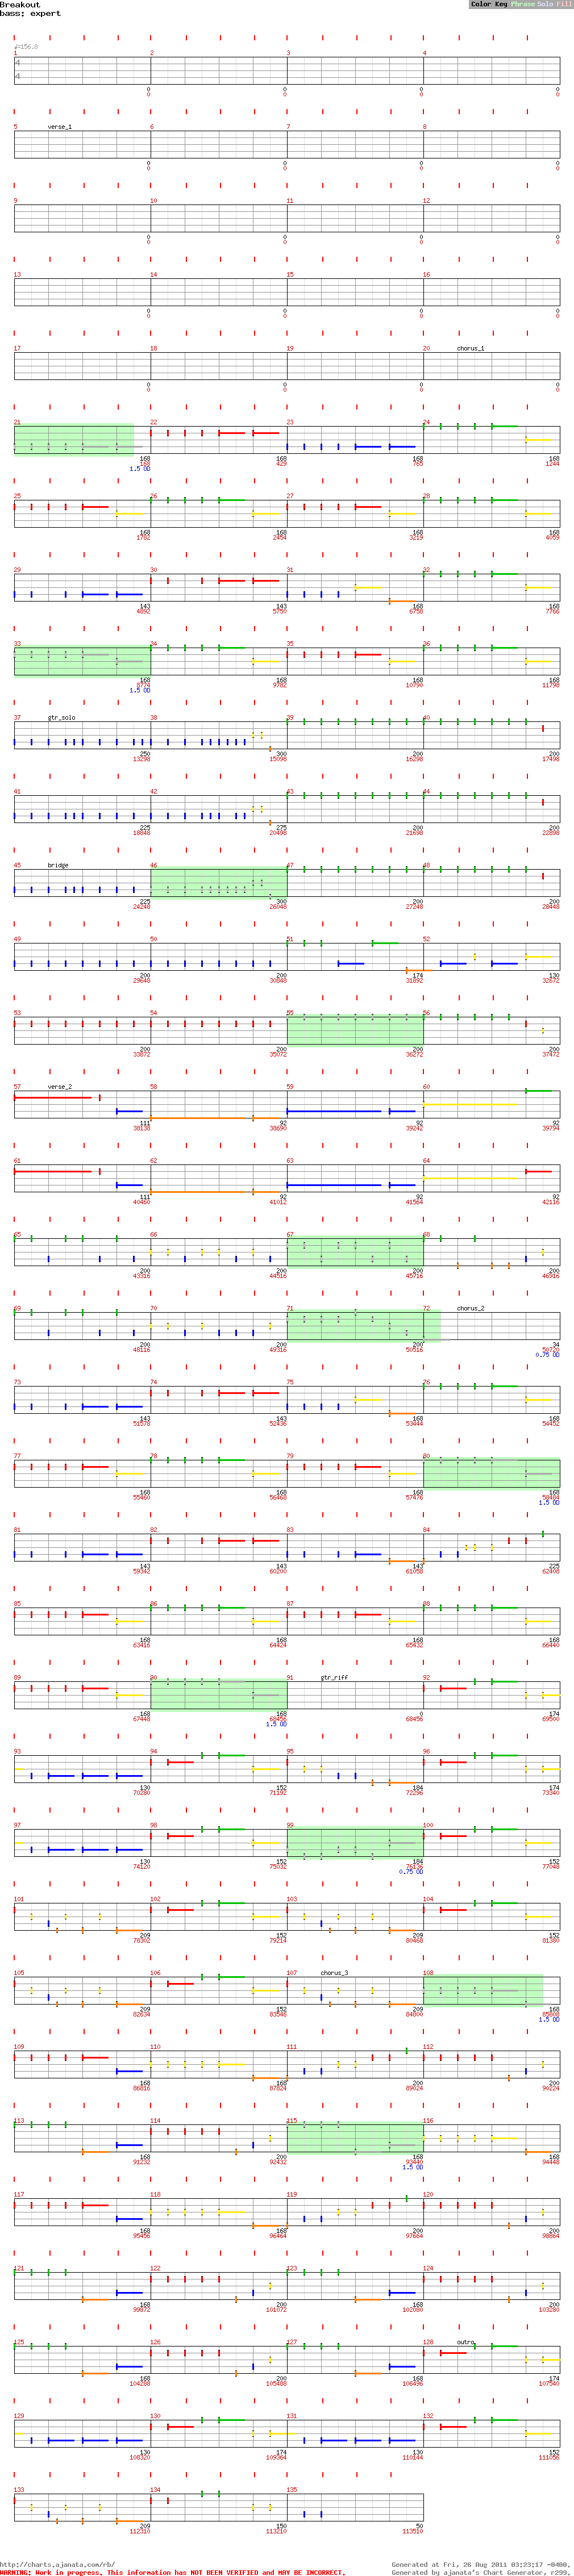 Breakout
bass: expert
Color Key Phrase Solo Fill
♩=156.8
1 2 3 4
4
4
0 0 0 0
0 0 0 0
5 verse_1 6 7 8
0 0 0 0
0 0 0 0
9 10 11 12
0 0 0 0
0 0 0 0
13 14 15 16
0 0 0 0
0 0 0 0
17 18 19 20 chorus_1
0 0 0 0
0 0 0 0
21 22 23 24
168 168 168 168
168 429 765 1244
1.5 OD
25 26 27 28
168 168 168 168
1782 2454 3219 4059
29 30 31 32
143 143 168 168
4892 5750 6758 7766
33 34 35 36
168 168 168 168
8774 9782 10790 11798
1.5 OD
37 gtr_solo 38 39 40
250 300 200 200
13298 15098 16298 17498
41 42 43 44
225 275 200 200
18848 20498 21698 22898
45 bridge 46 47 48
225 300 200 200
24248 26048 27248 28448
49 50 51 52
200 200 174 130
29648 30848 31892 32672
53 54 55 56
200 200 200 200
33872 35072 36272 37472
57 verse_2 58 59 60
111 92 92 92
38138 38690 39242 39794
61 62 63 64
111 92 92 92
40460 41012 41564 42116
65 66 67 68
200 200 200 200
43316 44516 45716 46916
69 70 71 72 chorus_2
200 200 200 34
48116 49316 50516 50720
0.75 OD
73 74 75 76
143 143 168 168
51578 52436 53444 54452
77 78 79 80
168 168 168 168
55460 56468 57476 58484
1.5 OD
81 82 83 84
143 143 143 225
59342 60200 61058 62408
85 86 87 88
168 168 168 168
63416 64424 65432 66440
89 90 91 gtr_riff 92
168 168 0 174
67448 68456 68456 69500
1.5 OD
93 94 95 96
130 152 184 174
70280 71192 72296 73340
97 98 99 100
130 152 184 152
74120 75032 76136 77048
0.75 OD
101 102 103 104
209 152 209 152
78302 79214 80468 81380
105 106 107 chorus_3 108
209 152 209 168
82634 83546 84800 85808
1.5 OD
109 110 111 112
168 168 200 200
86816 87824 89024 90224
113 114 115 116
168 200 168 168
91232 92432 93440 94448
1.5 OD
117 118 119 120
168 168 200 200
95456 96464 97664 98864
121 122 123 124
168 200 168 200
99872 101072 102080 103280
125 126 127 128 outro
168 200 168 174
104288 105488 106496 107540
129 130 131 132
130 174 130 152
108320 109364 110144 111056
133 134 135
209 150 50
112310 113210 113510
http://charts.ajanata.com/rb/
WARNING: Work in progress. This information has NOT BEEN VERIFIED and MAY BE INCORRECT.
Generated at Fri, 26 Aug 2011 03:23:17 -0400.
Generated by ajanata's Chart Generator, r299.